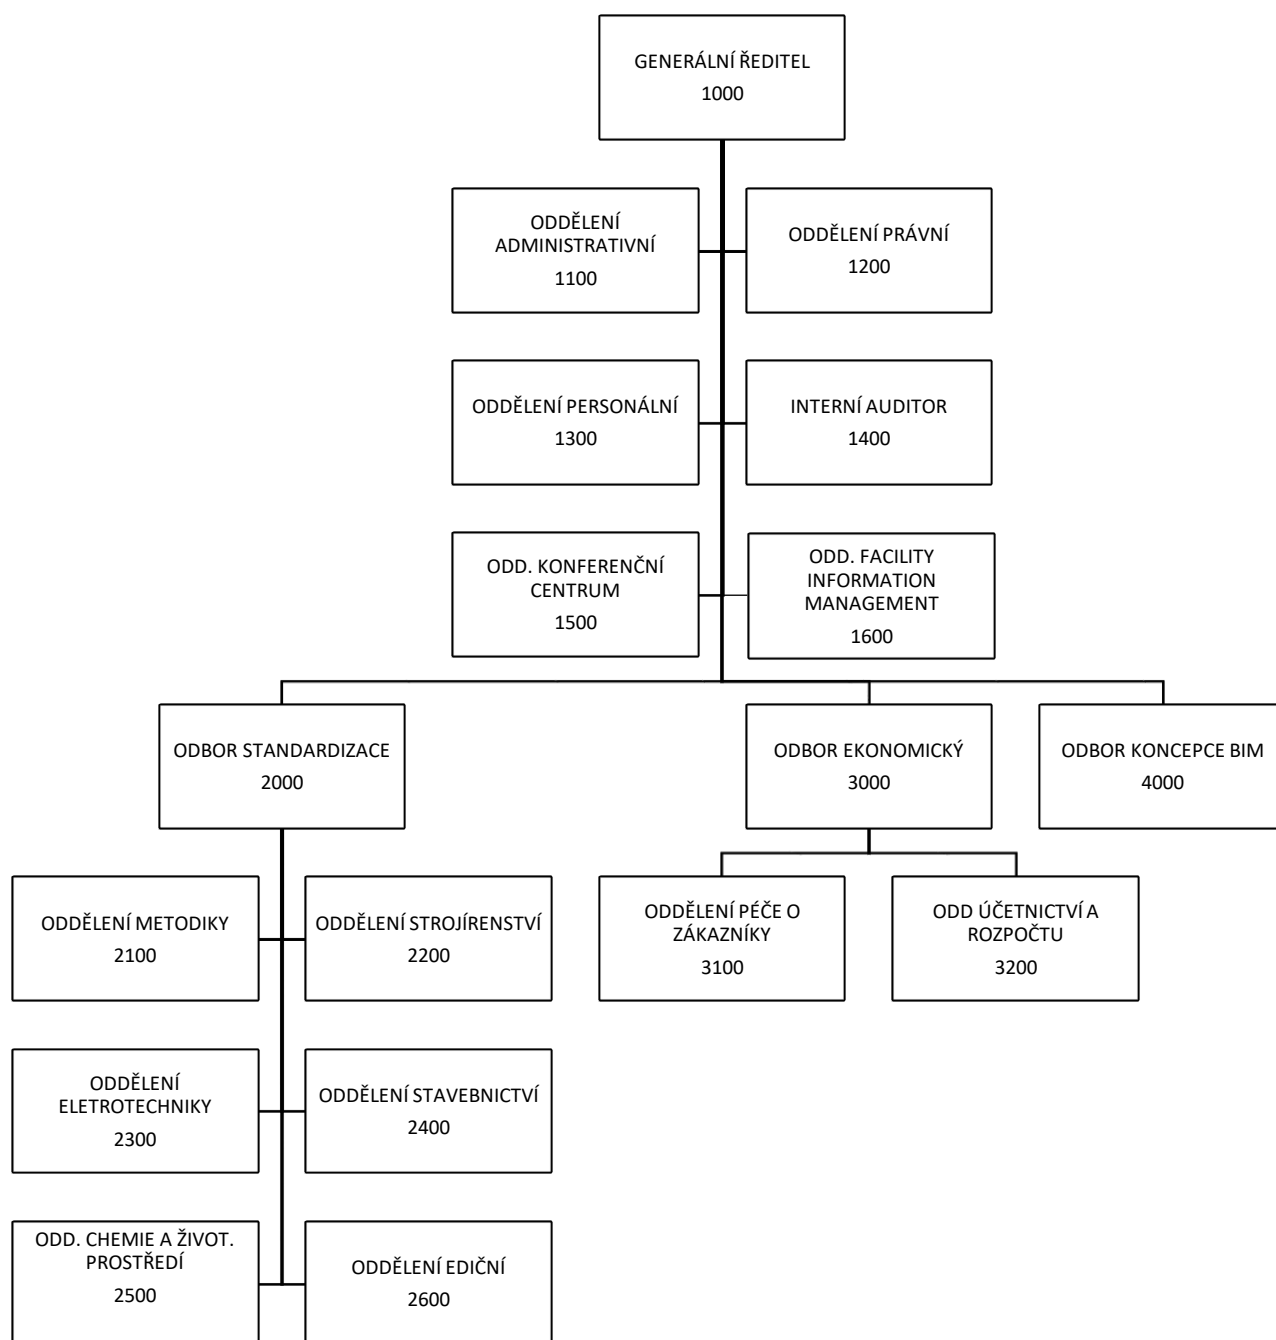 GENERÁLNÍ ŘEDITEL
1000
ODDĚLENÍ
ADMINISTRATIVNÍ
1100
ODDĚLENÍ PRÁVNÍ
1200
ODDĚLENÍ PERSONÁLNÍ
1300
INTERNÍ AUDITOR
1400
ODD. KONFERENČNÍ
CENTRUM
1500
ODD. FACILITY
INFORMATION
MANAGEMENT
1600
ODBOR STANDARDIZACE
2000
ODBOR EKONOMICKÝ
3000
ODBOR KONCEPCE BIM
4000
ODDĚLENÍ METODIKY
2100
ODDĚLENÍ STROJÍRENSTVÍ
2200
ODDĚLENÍ PÉČE O
ZÁKAZNÍKY
3100
ODD ÚČETNICTVÍ A
ROZPOČTU
3200
ODDĚLENÍ
ELETROTECHNIKY
2300
ODDĚLENÍ STAVEBNICTVÍ
2400
ODD. CHEMIE A ŽIVOT.
PROSTŘEDÍ
2500
ODDĚLENÍ EDIČNÍ
2600